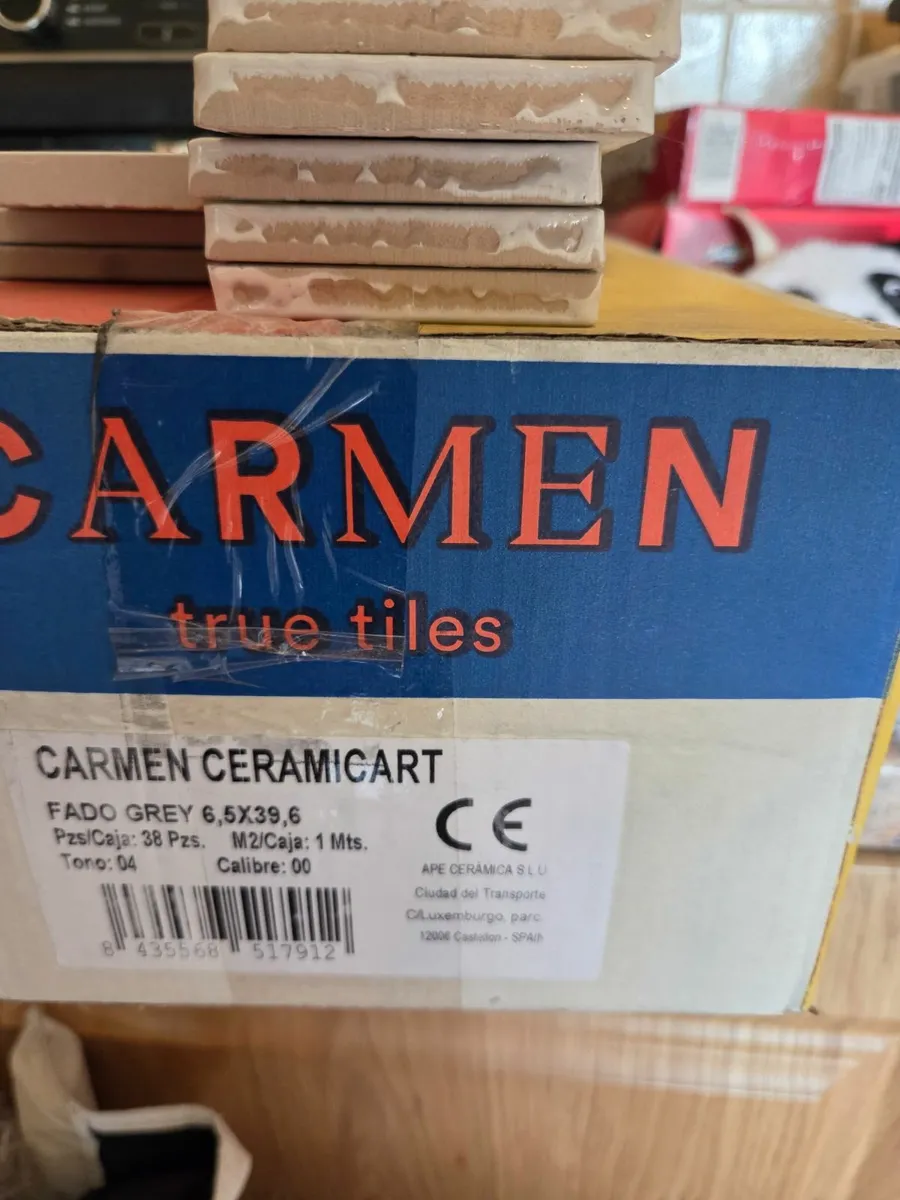 CARMEN
true tiles
CARMEN CERAMICART
FADO GREY 6,5X39,6
Pzs/Caja: 38 Pzs. M2/Caja: 1 Mts.
Tono: 04 Calibre: 00
CE
APE CERÁMICA S L U
Ciudad del Transporte
C/Luxemburgo, parc.
12006 Castellon - SPAIN
8 435568 517912